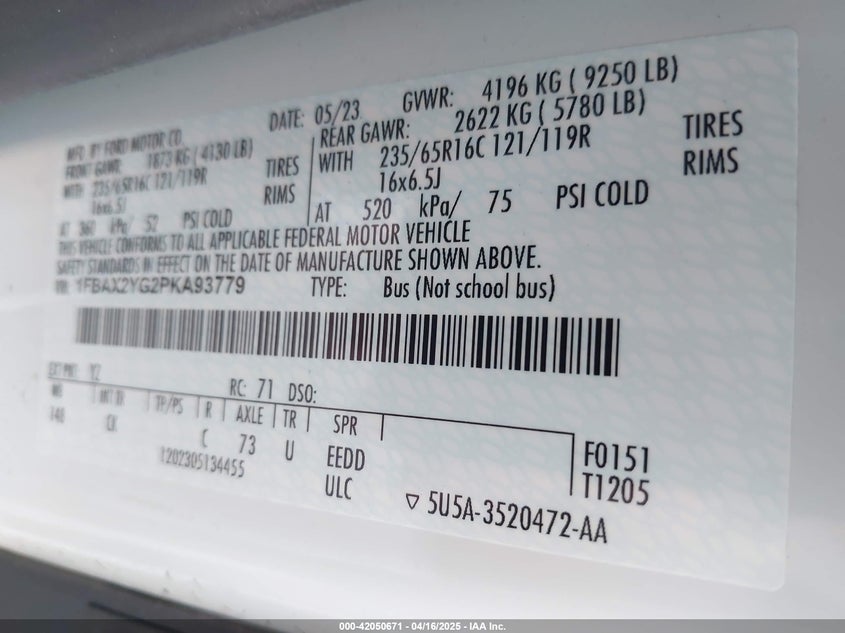 MFD. BY FORD MOTOR CO. DATE: 05/23 GVWR: 4196 KG ( 9250 LB)
FRONT GAWR: 1873 KG ( 4130 LB) REAR GAWR: 2622 KG ( 5780 LB)
WITH 235/65R16C 121/119R TIRES WITH 235/65R16C 121/119R TIRES
16x6.5J RIMS 16x6.5J RIMS
AT 360 kPa/ 52 PSI COLD AT 520 kPa/ 75 PSI COLD
THIS VEHICLE CONFORMS TO ALL APPLICABLE FEDERAL MOTOR VEHICLE
SAFETY STANDARDS IN EFFECT ON THE DATE OF MANUFACTURE SHOWN ABOVE.
VIN: 1FBAX2YG2PKA93779 TYPE: Bus (Not school bus)
EXT PNT: YZ RC: 71 DSO:
WB INT TR TP/PS R AXLE TR SPR
148 CK C 73 U EEDD F0151
1202305134455 ULC T1205
▽ 5U5A-3520472-AA
000-42050671 - 04/16/2025 - IAA Inc.